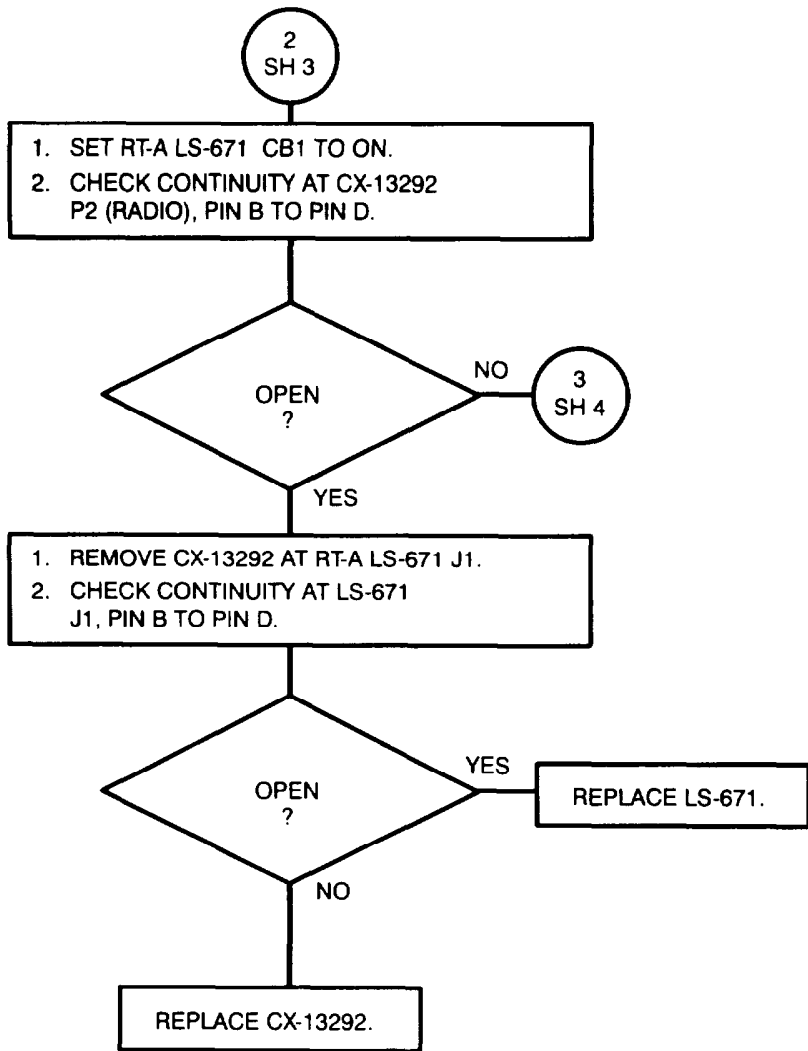 2
SH 3
1. SET RT-A LS-671 CB1 TO ON.
2. CHECK CONTINUITY AT CX-13292
P2 (RADIO), PIN B TO PIN D.
OPEN
?
NO
3
SH 4
YES
1. REMOVE CX-13292 AT RT-A LS-671 J1.
2. CHECK CONTINUITY AT LS-671
J1, PIN B TO PIN D.
OPEN
?
YES
REPLACE LS-671.
NO
REPLACE CX-13292.